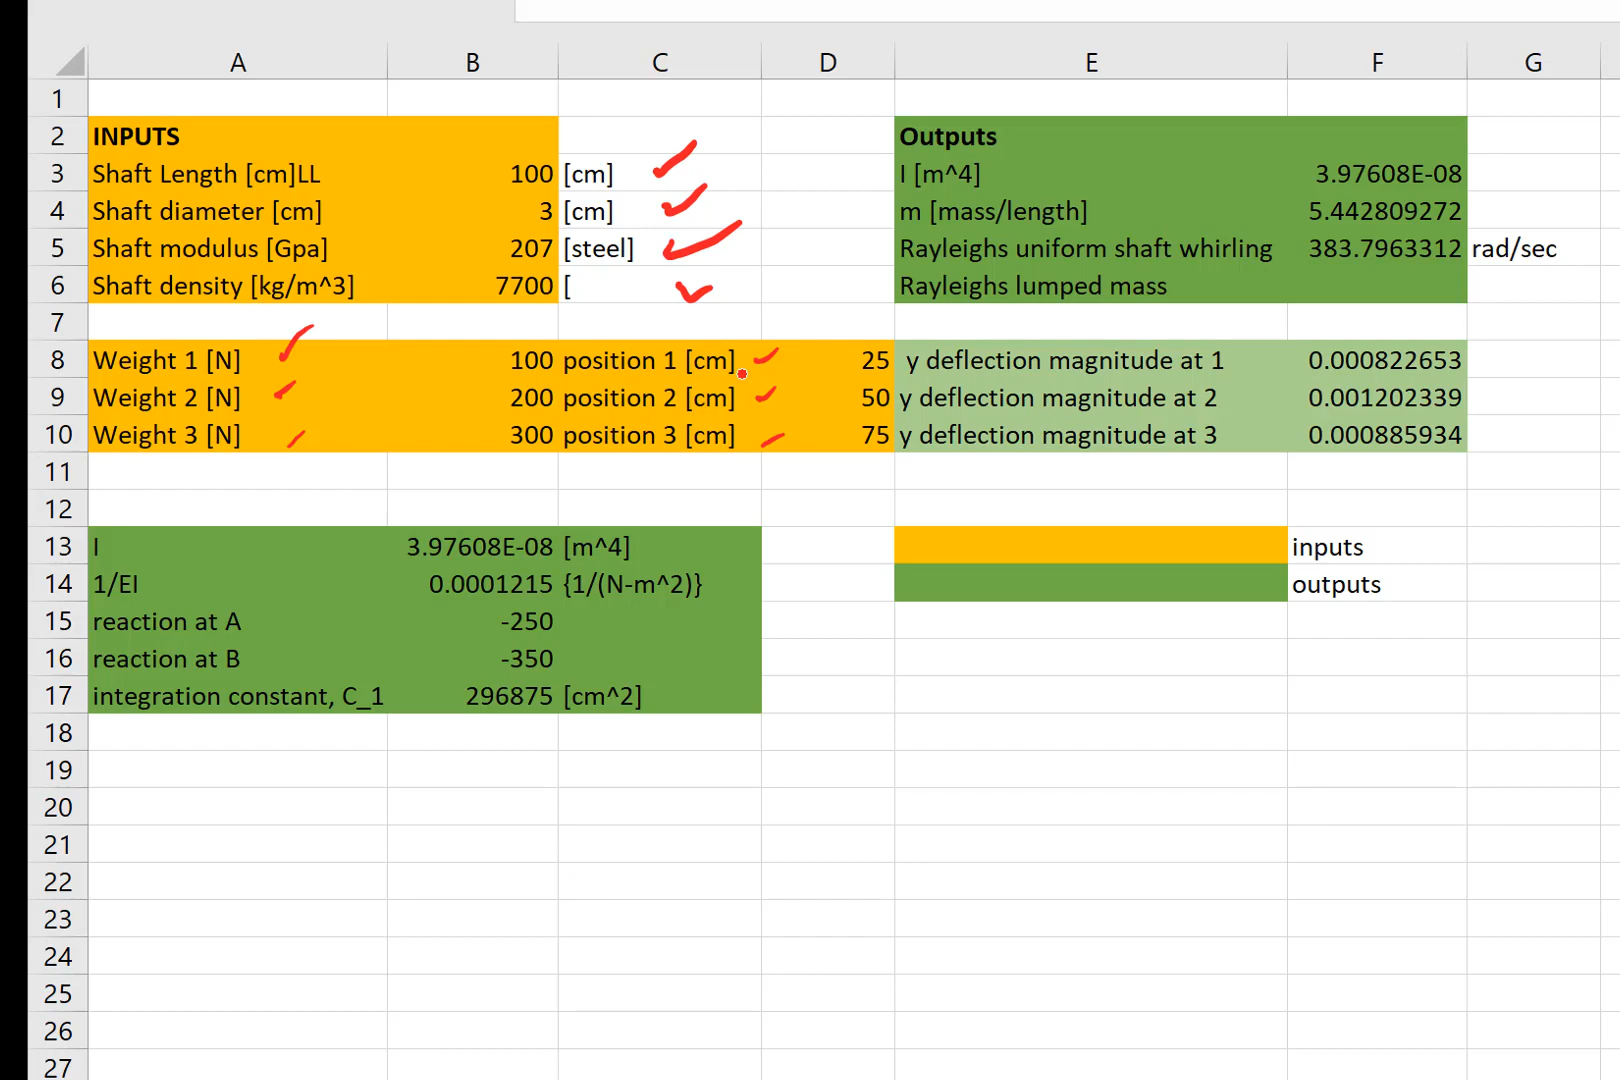 A B C D E F G
1
2 INPUTS Outputs
3 Shaft Length [cm]LL 100 [cm] I [m^4] 3.97608E-08
4 Shaft diameter [cm] 3 [cm] m [mass/length] 5.442809272
5 Shaft modulus [Gpa] 207 [steel] Rayleighs uniform shaft whirling 383.7963312 rad/sec
6 Shaft density [kg/m^3] 7700 [ Rayleighs lumped mass
7
8 Weight 1 [N] 100 position 1 [cm] 25 y deflection magnitude at 1 0.000822653
9 Weight 2 [N] 200 position 2 [cm] 50 y deflection magnitude at 2 0.001202339
10 Weight 3 [N] 300 position 3 [cm] 75 y deflection magnitude at 3 0.000885934
11
12
13 I 3.97608E-08 [m^4] inputs
14 1/EI 0.0001215 {1/(N-m^2)} outputs
15 reaction at A -250
16 reaction at B -350
17 integration constant, C_1 296875 [cm^2]
18
19
20
21
22
23
24
25
26
27